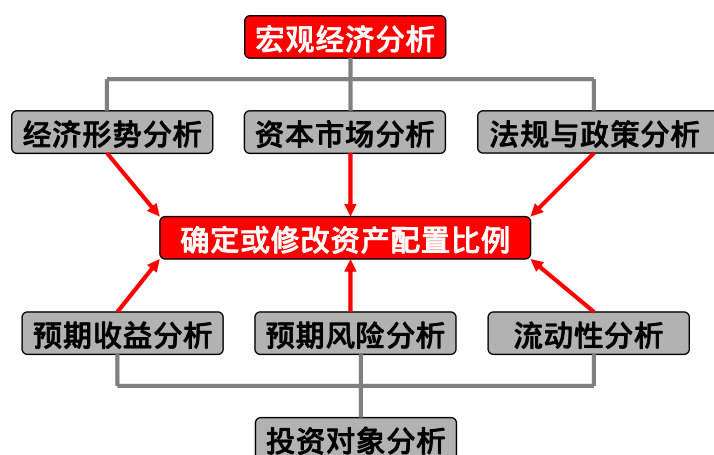 宏观经济分析
经济形势分析
资本市场分析
法规与政策分析
确定或修改资产配置比例
预期收益分析
预期风险分析
流动性分析
投资对象分析